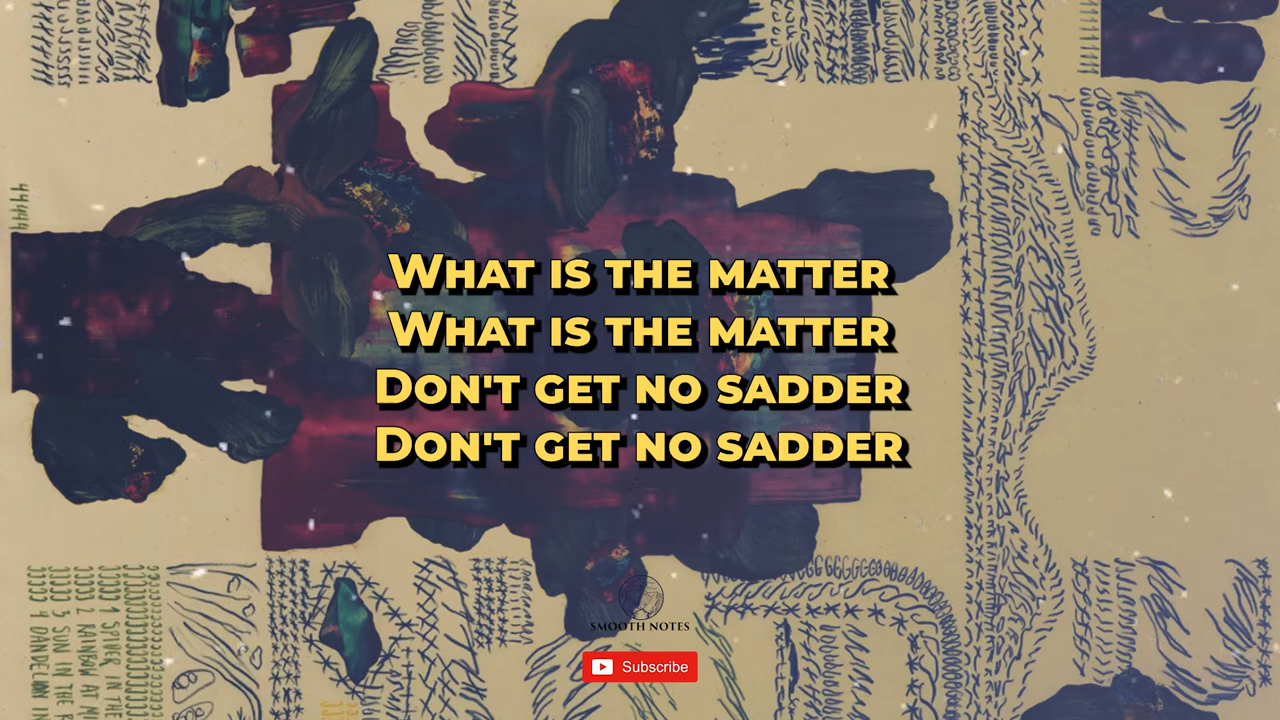 WHAT IS THE MATTER
WHAT IS THE MATTER
DON'T GET NO SADDER
DON'T GET NO SADDER
SMOOTH NOTES
Subscribe